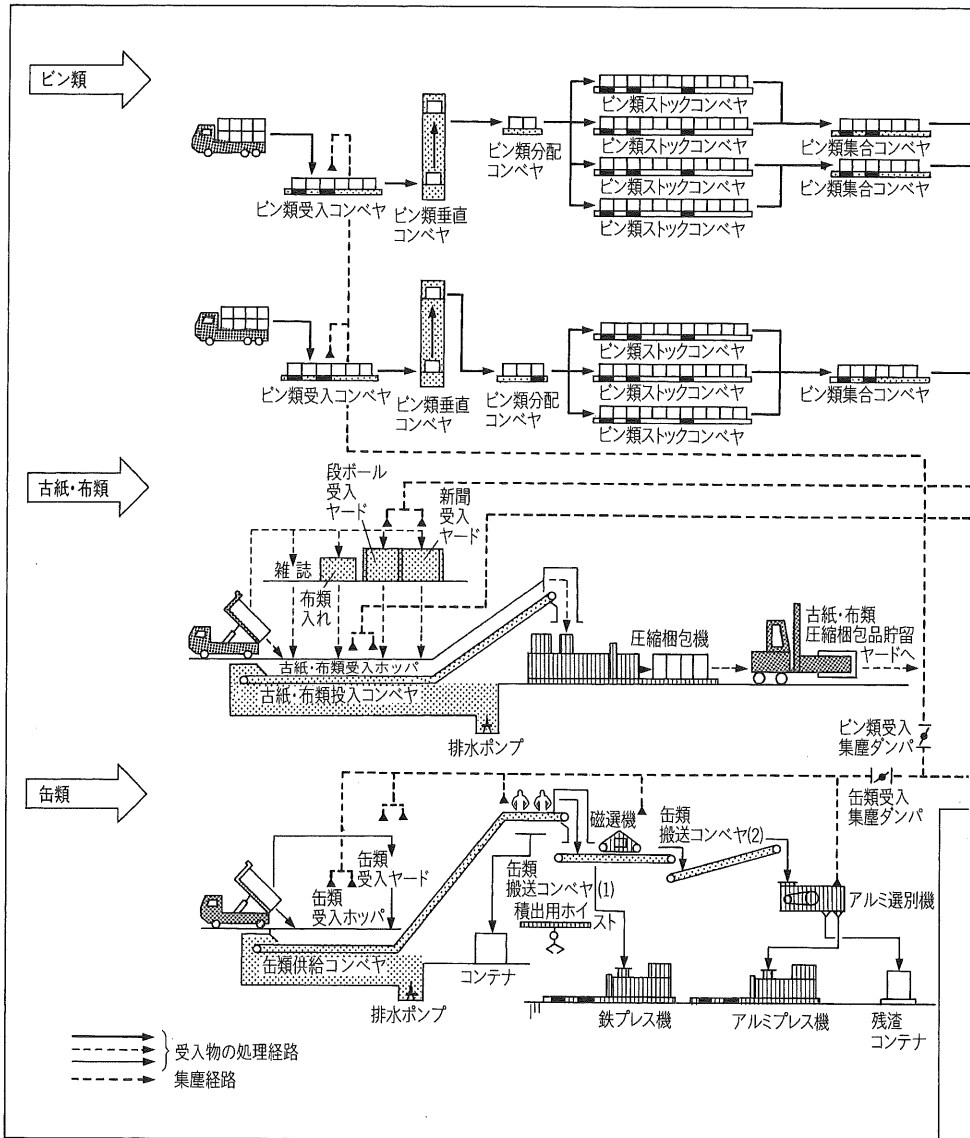 ビン類
ビン類ストックコンベヤ
ビン類ストックコンベヤ
ビン類ストックコンベヤ
ビン類ストックコンベヤ
ビン類分配
コンベヤ
ビン類集合コンベヤ
ビン類集合コンベヤ
ビン類受入コンベヤ
ビン類垂直
コンベヤ
ビン類ストックコンベヤ
ビン類ストックコンベヤ
ビン類ストックコンベヤ
ビン類受入コンベヤ
ビン類垂直
コンベヤ
ビン類分配
コンベヤ
ビン類集合コンベヤ
古紙・布類
段ボール
受入
ヤード
新聞
受入
ヤード
雑誌
布類
入れ
古紙・布類受入ホッパ
古紙・布類投入コンベヤ
排水ポンプ
圧縮梱包機
古紙・布類
圧縮梱包品貯留
ヤードへ
ビン類受入
集塵ダンパ
缶類
缶類受入
集塵ダンパ
缶類
受入ヤード
缶類
受入ホッパ
缶類供給コンベヤ
排水ポンプ
コンテナ
缶類
搬送コンベヤ(1)
積出用ホイ
スト
磁選機
缶類
搬送コンベヤ(2)
アルミ選別機
鉄プレス機
アルミプレス機
残渣
コンテナ
受入物の処理経路
集塵経路